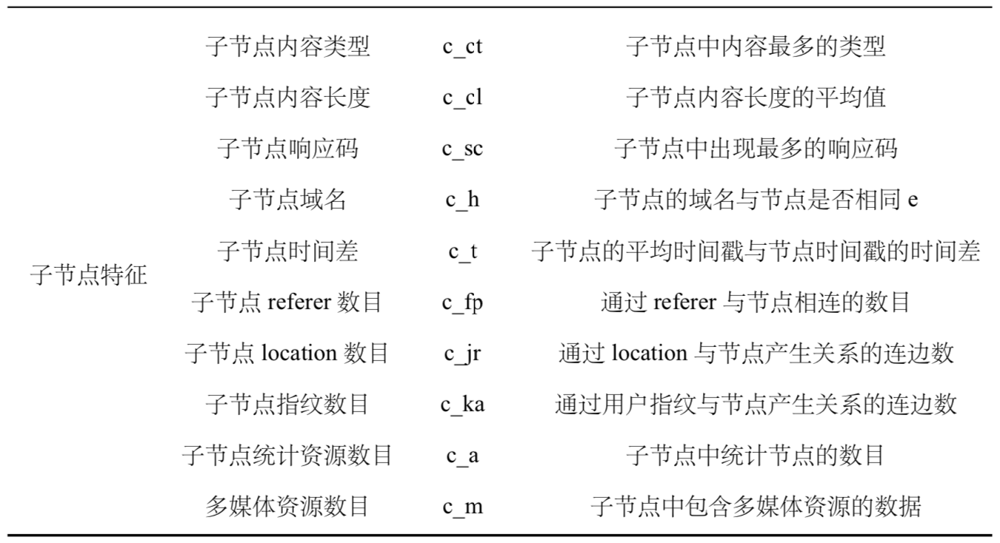 子节点内容类型 c_ct 子节点中内容最多的类型
子节点内容长度 c_cl 子节点内容长度的平均值
子节点响应码 c_sc 子节点中出现最多的响应码
子节点域名 c_h 子节点的域名与节点是否相同 e
子节点时间差 c_t 子节点的平均时间戳与节点时间戳的时间差
子节点特征
子节点 referer 数目 c_fp 通过 referer 与节点相连的数目
子节点 location 数目 c_jr 通过 location 与节点产生关系的连边数
子节点指纹数目 c_ka 通过用户指纹与节点产生关系的连边数
子节点统计资源数目 c_a 子节点中统计节点的数目
多媒体资源数目 c_m 子节点中包含多媒体资源的数据